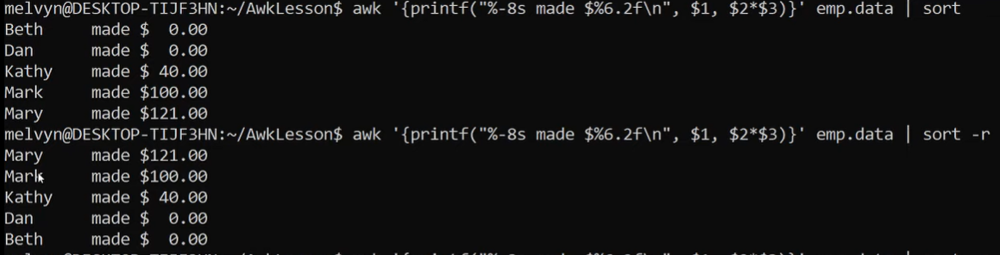 melvyn@DESKTOP-TIJF3HN:~/AwkLesson$ awk '{printf("%-8s made $%6.2f\n", $1, $2*$3)}' emp.data | sort
Beth     made $  0.00
Dan      made $  0.00
Kathy    made $ 40.00
Mark     made $100.00
Mary     made $121.00
melvyn@DESKTOP-TIJF3HN:~/AwkLesson$ awk '{printf("%-8s made $%6.2f\n", $1, $2*$3)}' emp.data | sort -r
Mary     made $121.00
Mark     made $100.00
Kathy    made $ 40.00
Dan      made $  0.00
Beth     made $  0.00